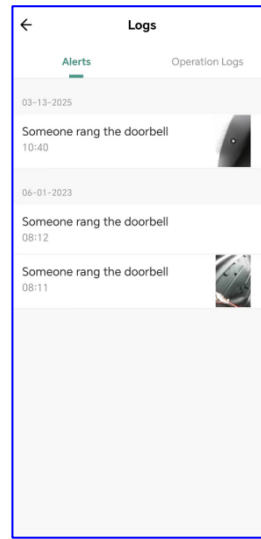 Logs
Alerts Operation Logs
03-13-2025
Someone rang the doorbell
10:40
06-01-2023
Someone rang the doorbell
08:12
Someone rang the doorbell
08:11